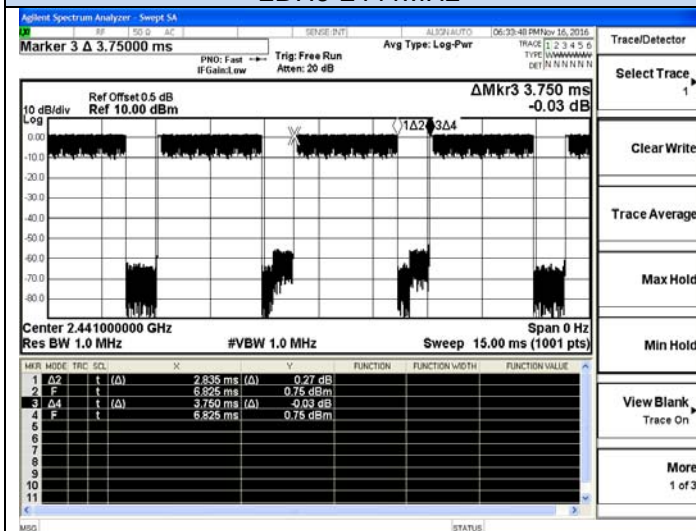 Agilent Spectrum Analyzer - Swept SA
RF 50 Ω AC SENSE:INT ALIGN AUTO 06:33:48 PM Nov 16, 2016
Marker 3 Δ 3.75000 ms
PNO: Fast
IFGain:Low
Trig: Free Run
Atten: 20 dB
Avg Type: Log-Pwr
TRACE 1 2 3 4 5 6
TYPE WWWWWW
DET N N N N N N
Ref Offset 0.5 dB
10 dB/div Ref 10.00 dBm
ΔMkr3 3.750 ms
-0.03 dB
Log
1Δ2 3Δ4
0.00
-10.0
-20.0
-30.0
-40.0
-50.0
-60.0
-70.0
-80.0
Center 2.441000000 GHz Span 0 Hz
Res BW 1.0 MHz #VBW 1.0 MHz Sweep 15.00 ms (1001 pts)
MKR MODE TRC SCL X Y FUNCTION FUNCTION WIDTH FUNCTION VALUE
1 Δ2 t (Δ) 2.835 ms (Δ) 0.27 dB
2 F t 6.825 ms 0.75 dBm
3 Δ4 t (Δ) 3.750 ms (Δ) -0.03 dB
4 F t 6.825 ms 0.75 dBm
5
6
7
8
9
10
11
MSG STATUS
Trace/Detector
Select Trace
1
Clear Write
Trace Average
Max Hold
Min Hold
View Blank
Trace On
More
1 of 3